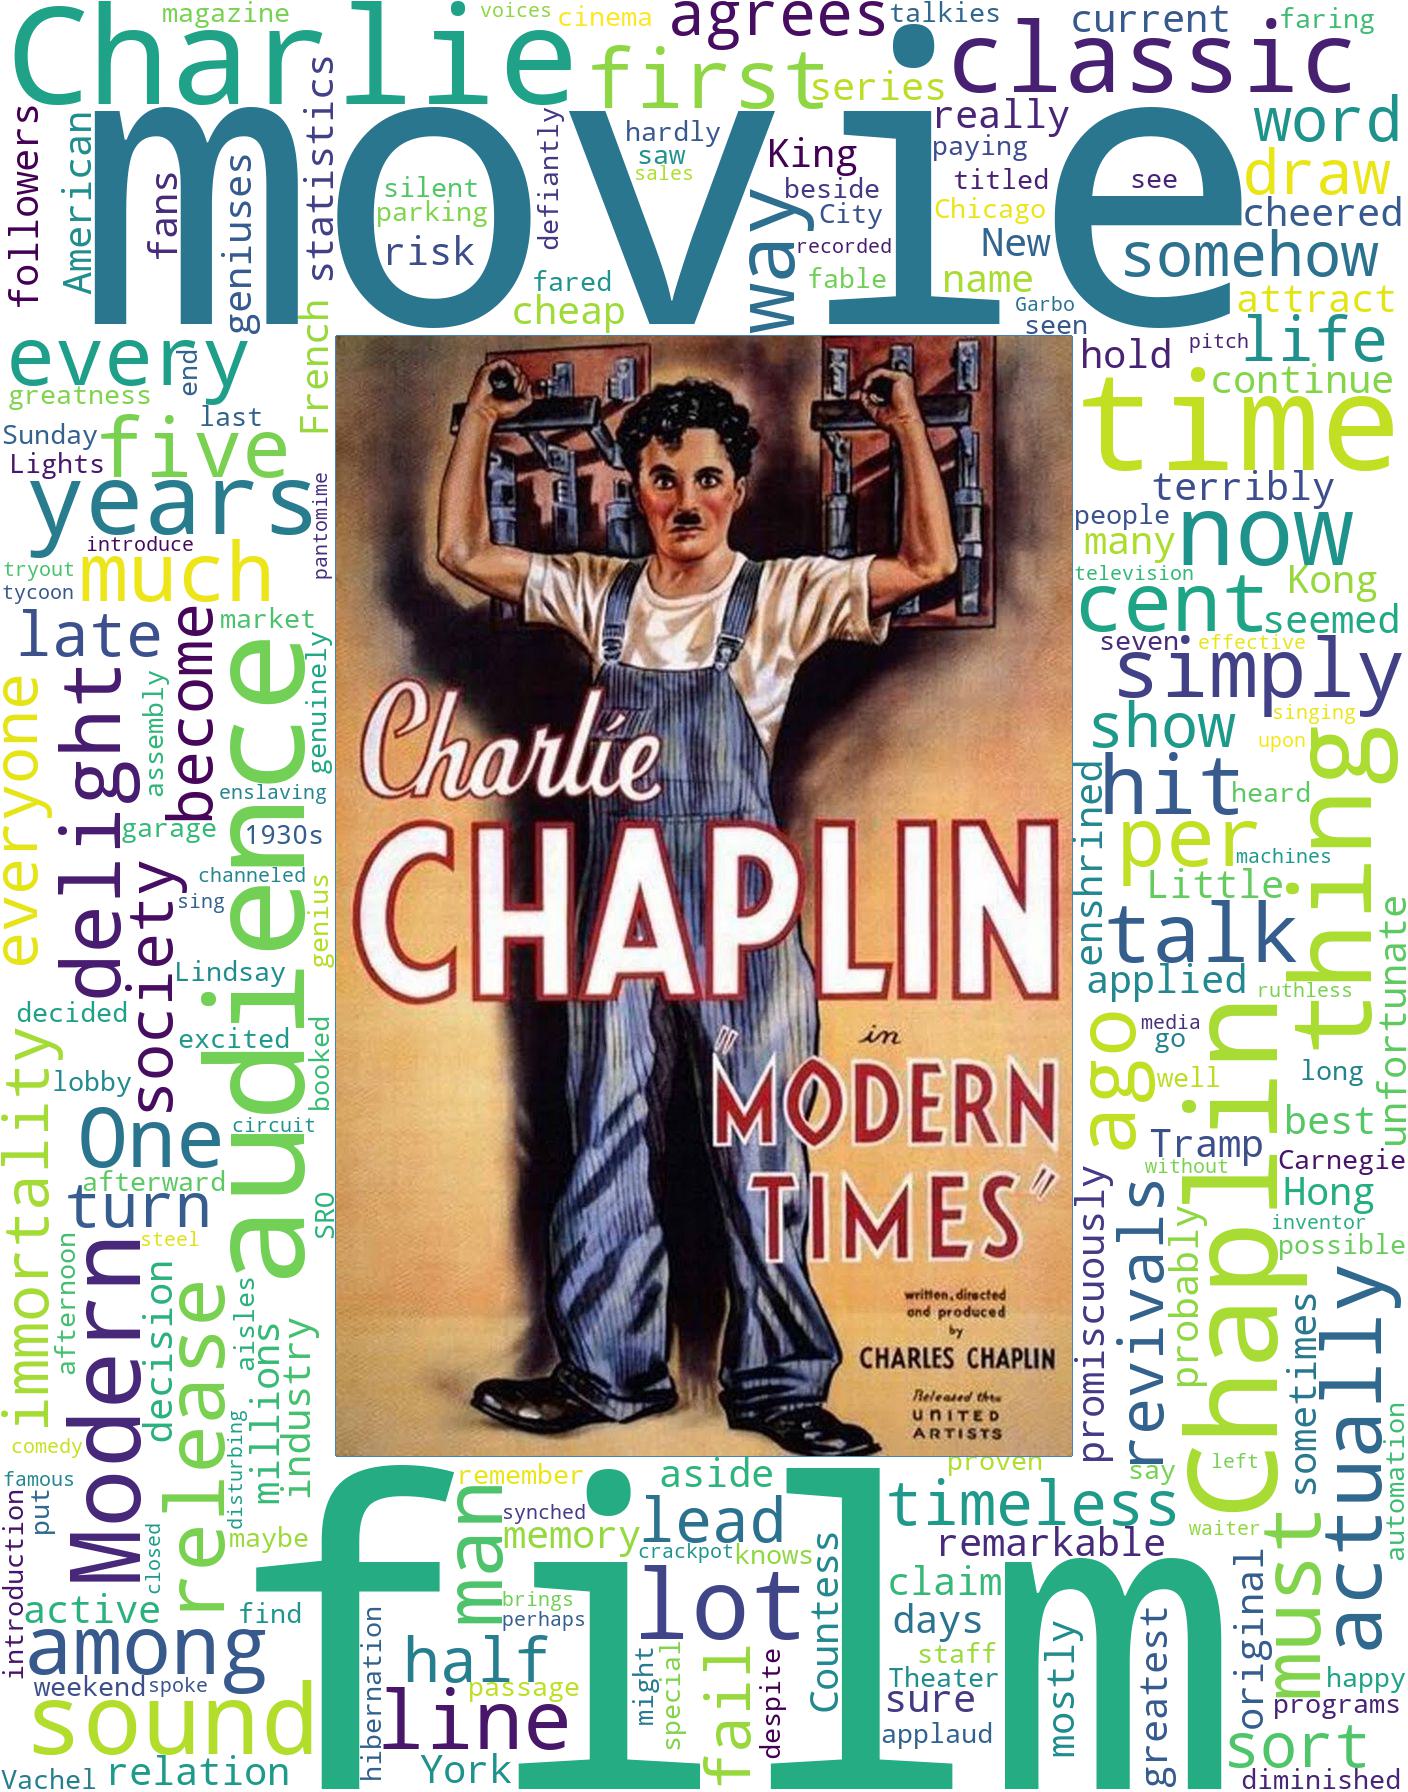 Charlie
magazine
voices
cinema
agrees
talkies
classic
current
faring
first
series
movie
followers
American
fans
geniuses
statistics
silent
parking
risk
defiantly
hardly
saw
sales
King
beside
City
recorded
way
fable
fared
cheap
really
paying
titled
Chicago
New
name
Garbo
seen
see
word
draw
cheered
somehow
attract
every
end
greatness
French
last
Sunday
Lights
five
years
pantomime
introduce
tryout
tycoon
much
late
become
market
delight
assembly
genuinely
audience
everyone
enslaving
garage
1930s
channeled
sing
genius
society
Lindsay
decided
excited
immortality
lobby
booked
One
circuit
afterward
turn
SRO
steel
afternoon
Modern
decision
release
aisles
millions
industry
comedy
famous
put
disturbing
closed
maybe
introduction
active
find
among
weekend
spoke
sound
Vachel
relation
hold
pitch
life
continue
time
terribly
people
now
many
television
Kong
cent
seemed
seven
effective
simply
singing
show
upon
thing
hit
heard
enshrined
per
machines
Little
talk
applied
ruthless
unfortunate
ago
media
go
well
long
Chaplin
best
Tramp
without
Carnegie
Hong
inventor
possible
promiscuously
revivals
probably
sometimes
actually
automation
say
left
waiter
must
original
happy
programs
sort
diminished
Charlie
CHAPLIN
in
"MODERN
TIMES"
written, directed
and produced
by
CHARLES CHAPLIN
Released thru
UNITED
ARTISTS
film
remember
aside
proven
man
synched
memory
lead
timeless
crackpot
knows
remarkable
lot
Countess
claim
brings
perhaps
days
hibernation
half
might
special
fail
despite
staff
Theater
mostly
greatest
passage
line
sure
applaud
York